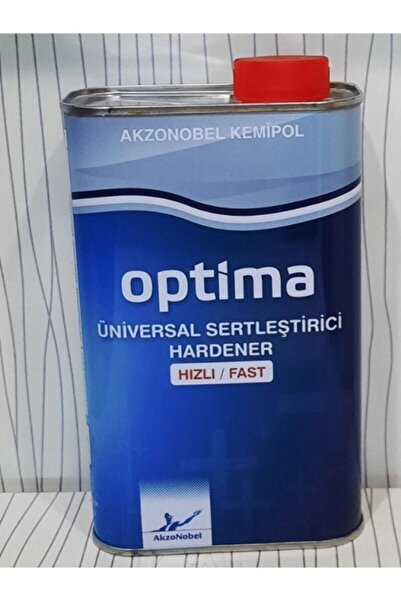 AKZONOBEL KEMİPOL
optima
ÜNİVERSAL SERTLEŞTİRİCİ
HARDENER
HIZLI / FAST
AkzoNobel